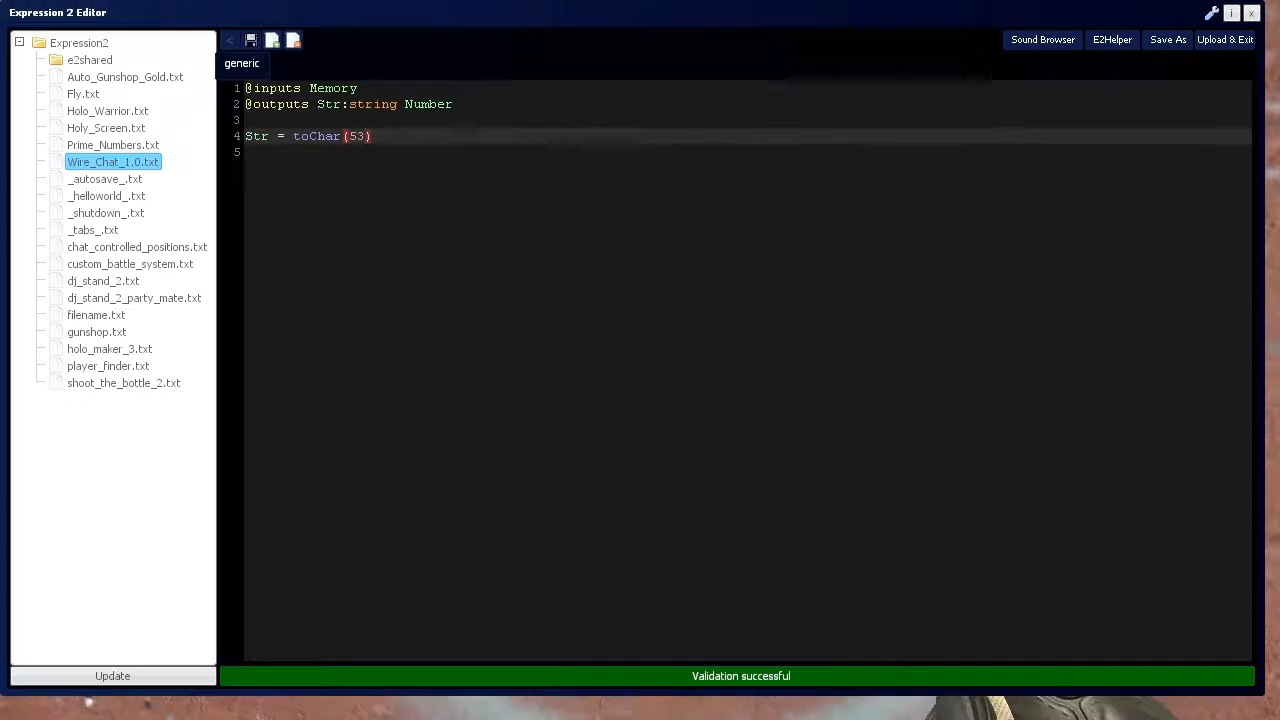 Expression 2 Editor
i
x
Expression2
e2shared
Auto_Gunshop_Gold.txt
Fly.txt
Holo_Warrior.txt
Holy_Screen.txt
Prime_Numbers.txt
Wire_Chat_1.0.txt
_autosave_.txt
_helloworld_.txt
_shutdown_.txt
_tabs_.txt
chat_controlled_positions.txt
custom_battle_system.txt
dj_stand_2.txt
dj_stand_2_party_mate.txt
filename.txt
gunshop.txt
holo_maker_3.txt
player_finder.txt
shoot_the_bottle_2.txt
Update
< Sound Browser E2Helper Save As Upload & Exit
generic
1 @inputs Memory
2 @outputs Str:string Number
3
4 Str = toChar(53)
5
Validation successful